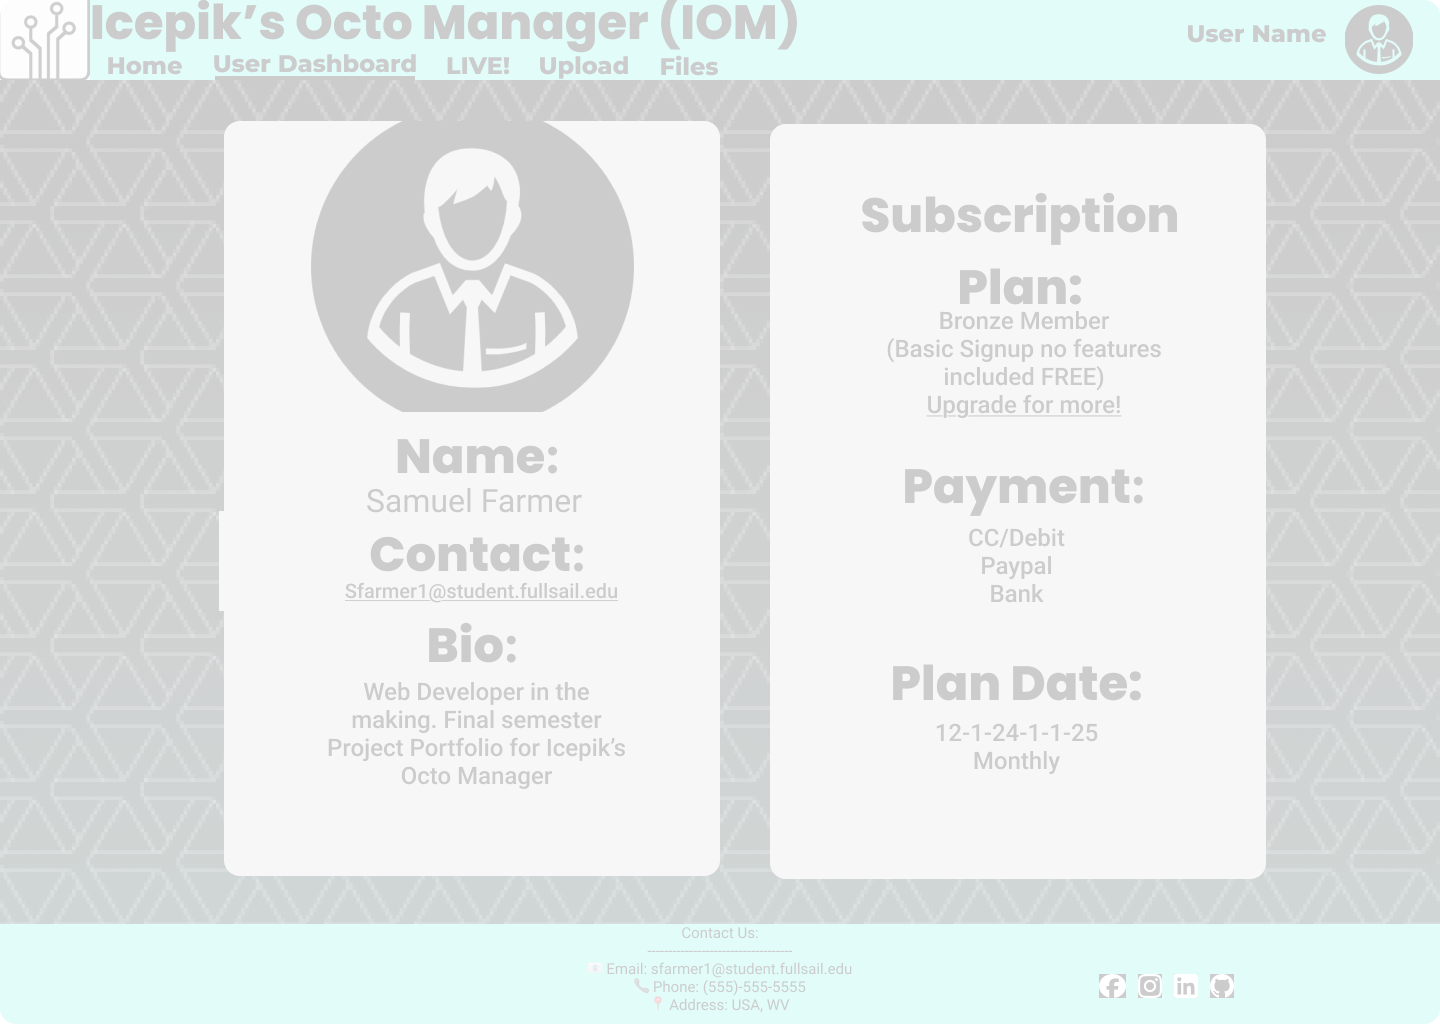 Icepik’s Octo Manager (IOM)
User Name
Home User Dashboard LIVE! Upload Files
Name:
Samuel Farmer
Contact:
Sfarmer1@student.fullsail.edu
Bio:
Web Developer in the
making. Final semester
Project Portfolio for Icepik’s
Octo Manager
Subscription
Plan:
Bronze Member
(Basic Signup no features
included FREE)
Upgrade for more!
Payment:
CC/Debit
Paypal
Bank
Plan Date:
12-1-24-1-1-25
Monthly
Contact Us:
------------------------------------
Email: sfarmer1@student.fullsail.edu
Phone: (555)-555-5555
Address: USA, WV
in